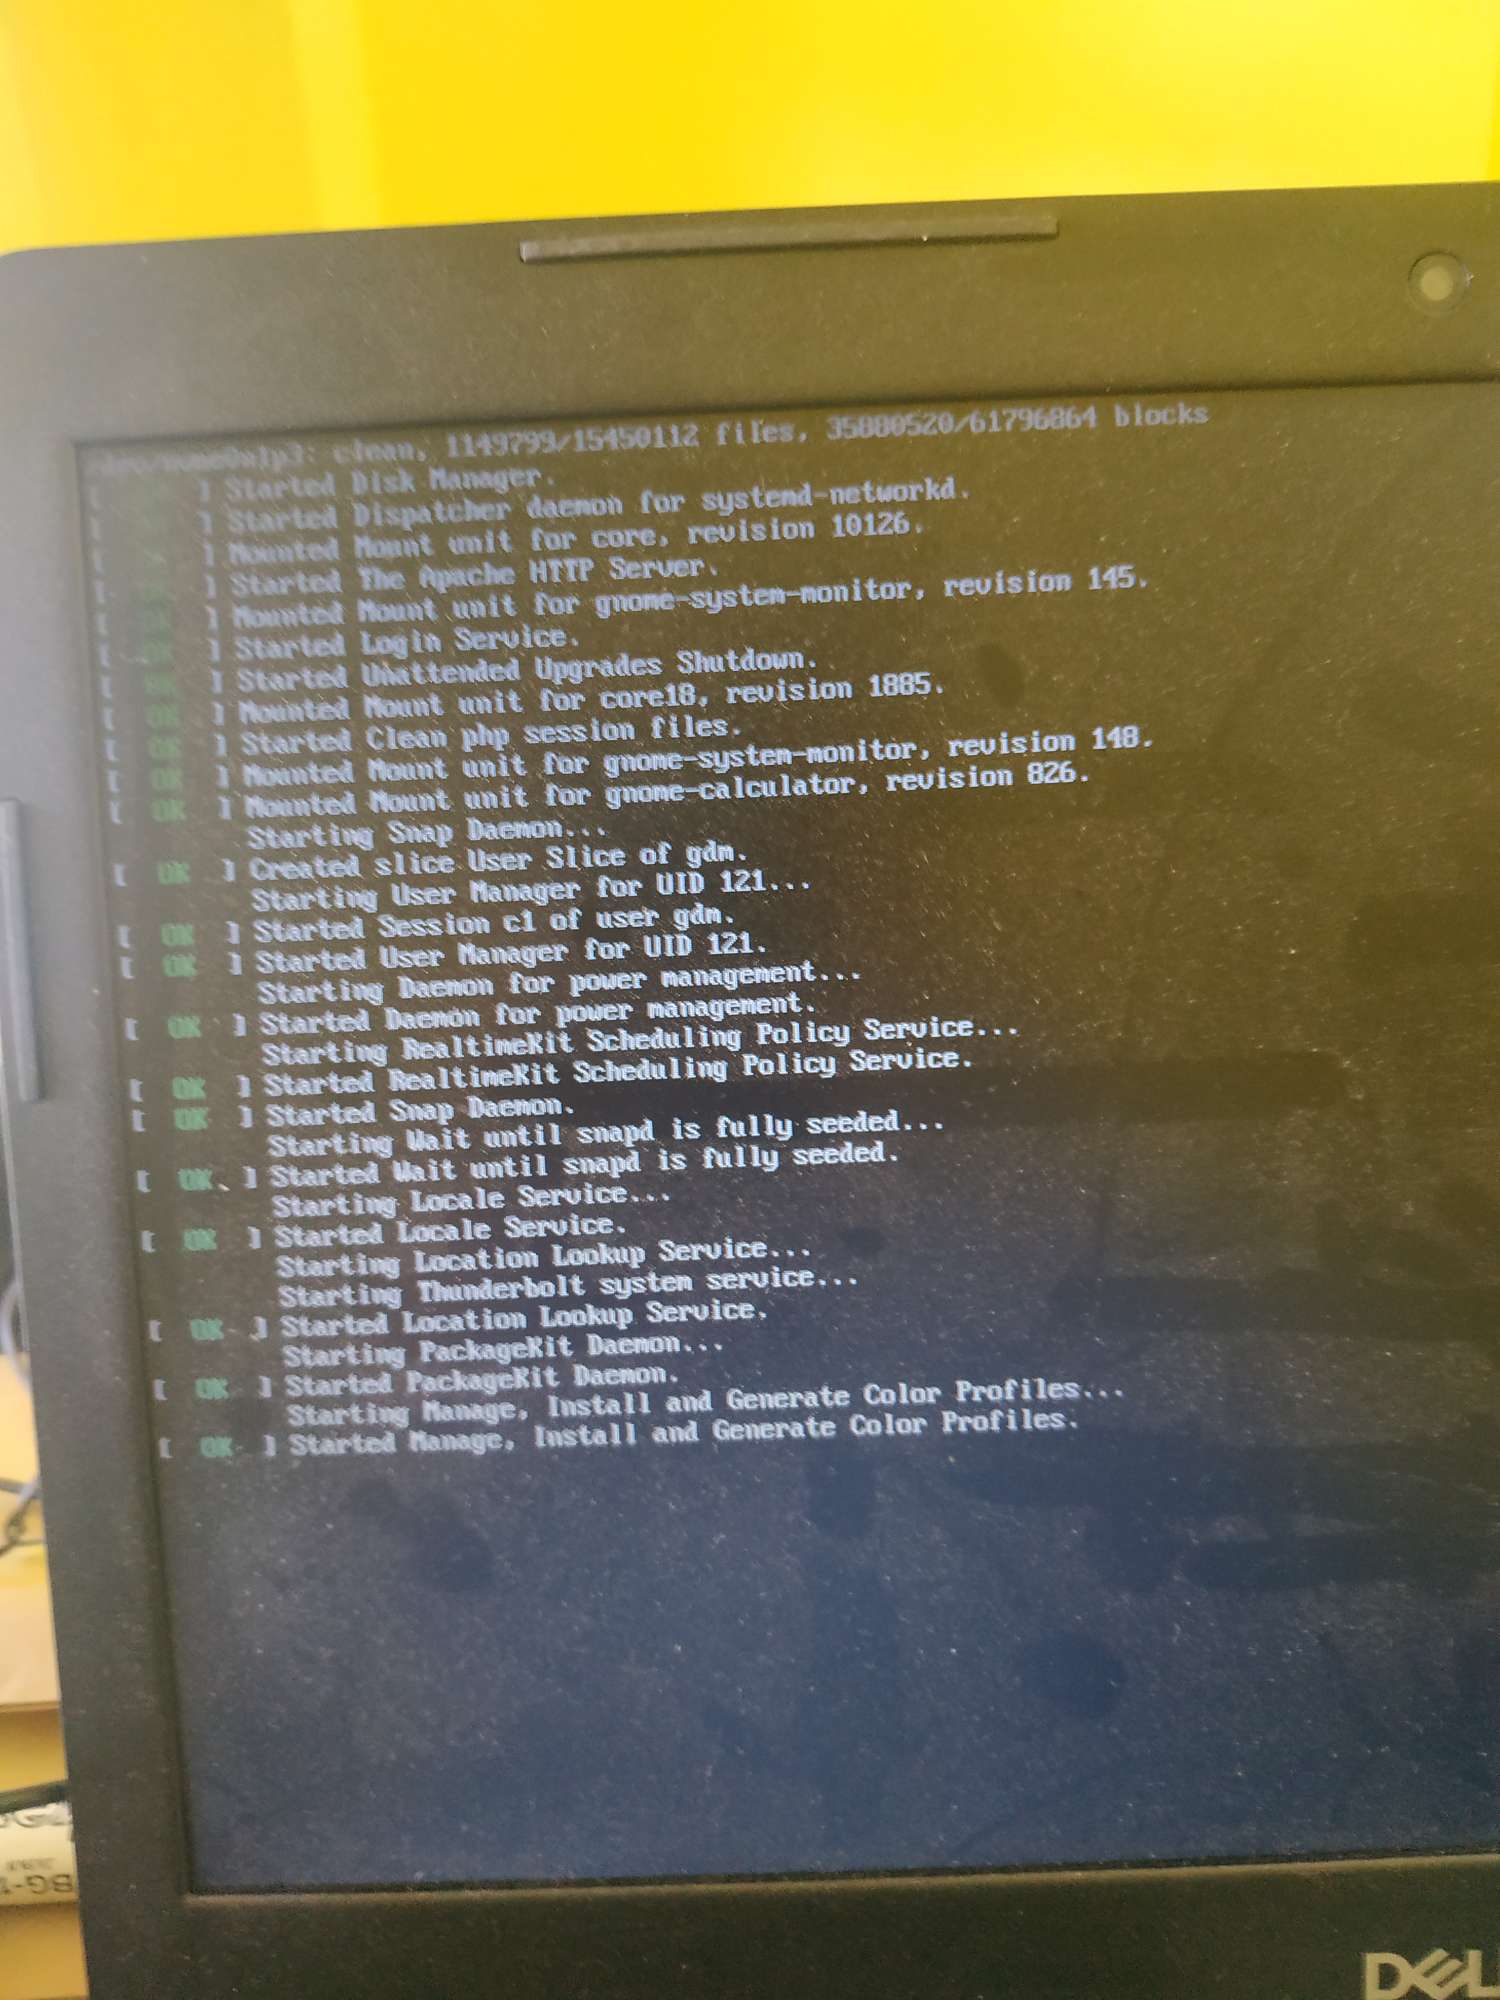 clean, 1149799/15450112 files, 35880520/61796864 blocks
[ OK ] Started Disk Manager.
[ OK ] Started Dispatcher daemon for systemd-networkd.
[ OK ] Mounted Mount unit for core, revision 10126.
[ OK ] Started The Apache HTTP Server.
[ OK ] Mounted Mount unit for gnome-system-monitor, revision 145.
[ OK ] Started Login Service.
[ OK ] Started Unattended Upgrades Shutdown.
[ OK ] Mounted Mount unit for core18, revision 1885.
[ OK ] Started Clean php session files.
[ OK ] Mounted Mount unit for gnome-system-monitor, revision 148.
[ OK ] Mounted Mount unit for gnome-calculator, revision 826.
Starting Snap Daemon...
[ OK ] Created slice User Slice of gdm.
Starting User Manager for UID 121...
[ OK ] Started Session c1 of user gdm.
[ OK ] Started User Manager for UID 121.
Starting Daemon for power management...
[ OK ] Started Daemon for power management.
Starting RealtimeKit Scheduling Policy Service...
[ OK ] Started RealtimeKit Scheduling Policy Service.
[ OK ] Started Snap Daemon.
Starting Wait until snapd is fully seeded...
[ OK ] Started Wait until snapd is fully seeded.
Starting Locale Service...
[ OK ] Started Locale Service.
Starting Location Lookup Service...
Starting Thunderbolt system service...
[ OK ] Started Location Lookup Service.
Starting PackageKit Daemon...
[ OK ] Started PackageKit Daemon.
Starting Manage, Install and Generate Color Profiles...
[ OK ] Started Manage, Install and Generate Color Profiles.
DELL